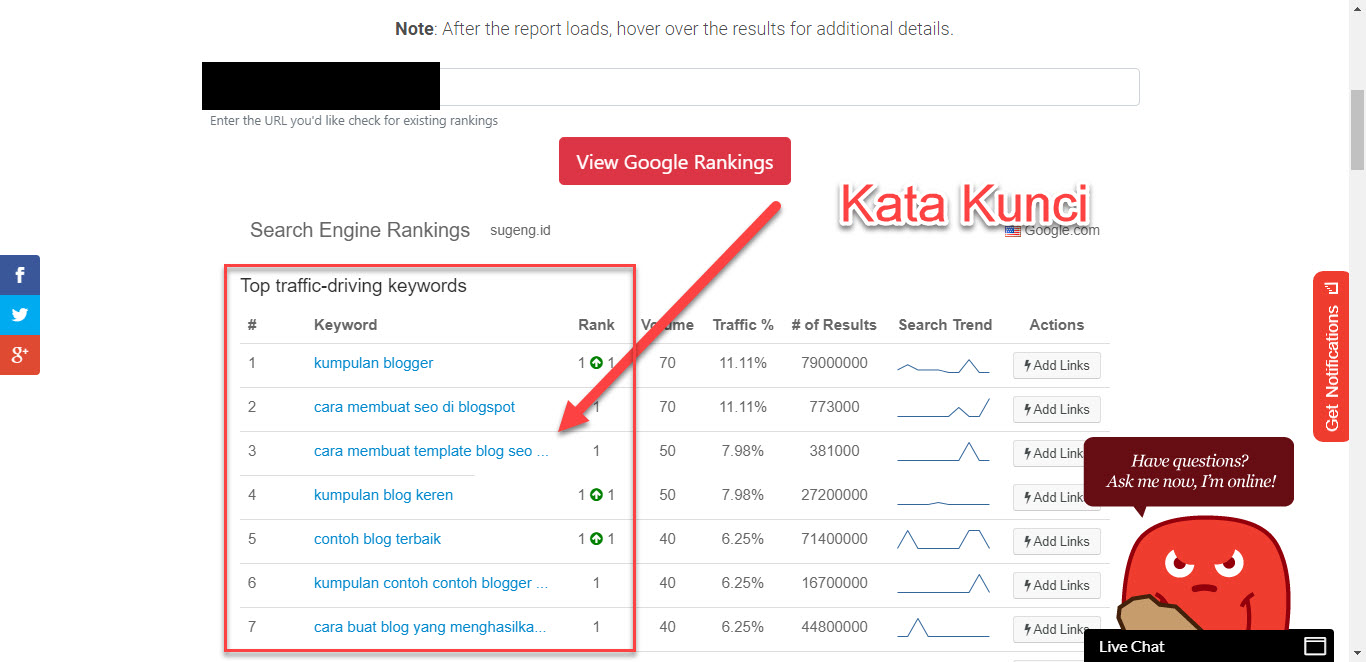 Note: After the report loads, hover over the results for additional details.
Enter the URL you'd like check for existing rankings
View Google Rankings
Kata Kunci
Search Engine Rankings sugeng.id Google.com
Top traffic-driving keywords
# Keyword Rank Volume Traffic % # of Results Search Trend Actions
1 kumpulan blogger 1 1 70 11.11% 79000000 Add Links
2 cara membuat seo di blogspot 1 70 11.11% 773000 Add Links
3 cara membuat template blog seo ... 1 50 7.98% 381000 Add Link
4 kumpulan blog keren 1 1 50 7.98% 27200000 Add Links
5 contoh blog terbaik 1 1 40 6.25% 71400000 Add Links
6 kumpulan contoh contoh blogger ... 1 40 6.25% 16700000 Add Links
7 cara buat blog yang menghasilka... 1 40 6.25% 44800000 Add Links
f
g+
Get Notifications
Have questions?
Ask me now, I'm online!
Live Chat